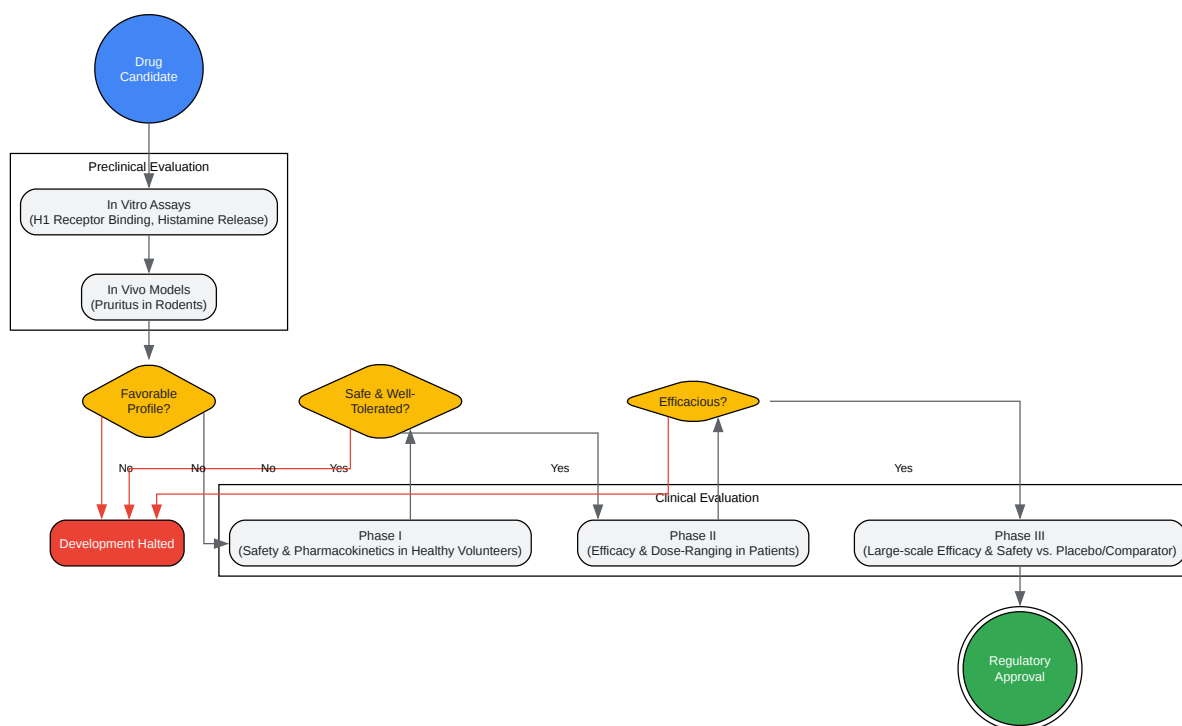 Drug
Candidate
Preclinical Evaluation
In Vitro Assays
(H1 Receptor Binding, Histamine Release)
In Vivo Models
(Pruritus in Rodents)
Favorable
Profile?
Safe & Well-
Tolerated?
Efficacious?
No
No
No
Yes
Yes
Yes
Clinical Evaluation
Development Halted
Phase I
(Safety & Pharmacokinetics in Healthy Volunteers)
Phase II
(Efficacy & Dose-Ranging in Patients)
Phase III
(Large-scale Efficacy & Safety vs. Placebo/Comparator)
Regulatory
Approval